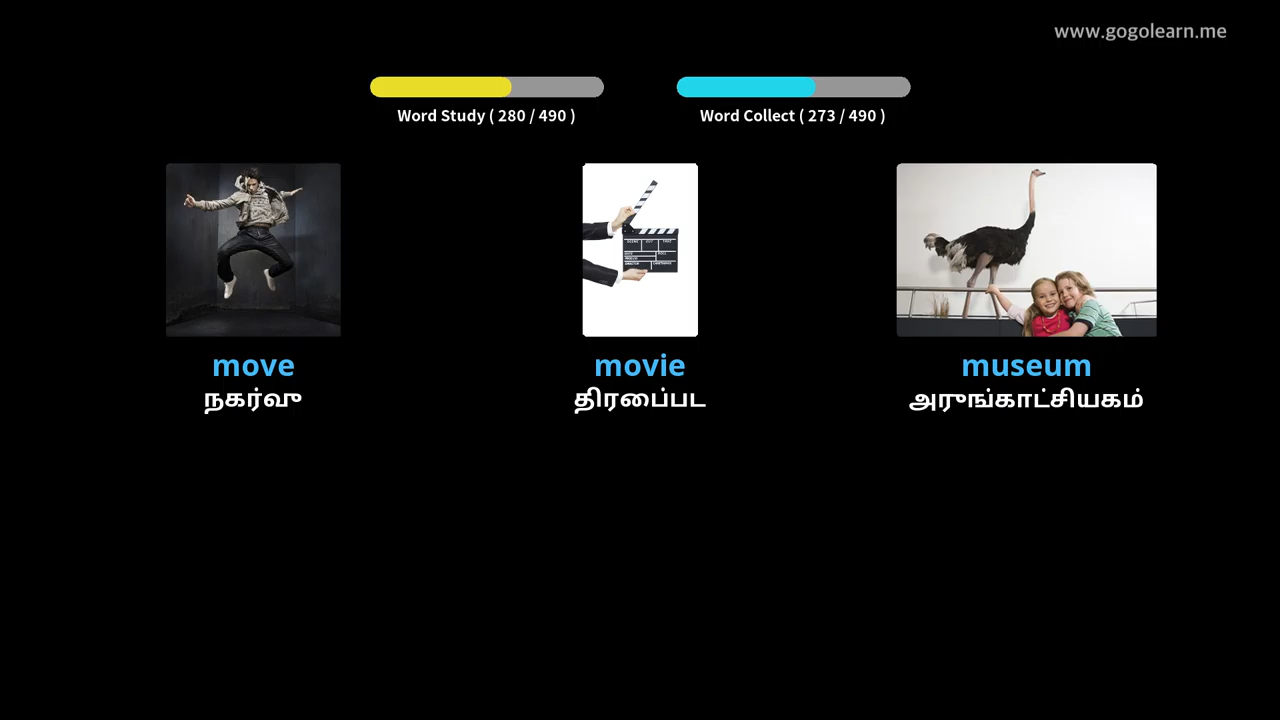 www.gogolearn.me
Word Study ( 280 / 490 )
Word Collect ( 273 / 490 )
move
movie
museum
நகர்வு
திரைப்பட
அருங்காட்சியகம்